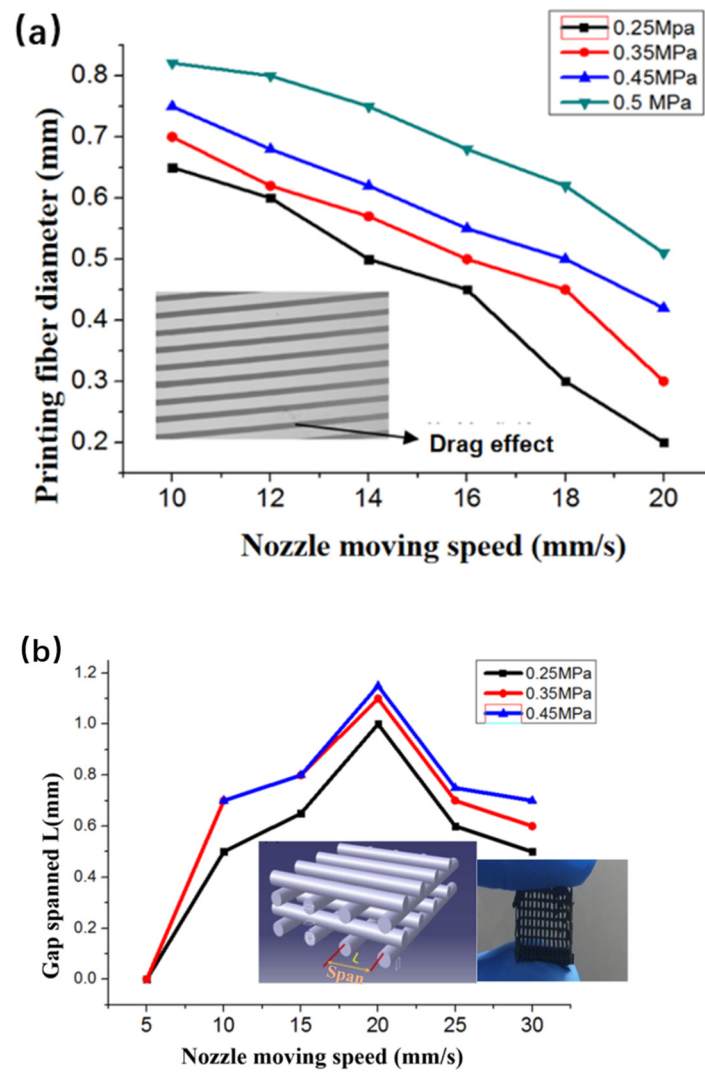 (a)
0.25Mpa
0.35MPa
0.45MPa
0.5 MPa
Printing fiber diameter (mm)
0.8
0.7
0.6
0.5
0.4
0.3
0.2
Drag effect
10 12 14 16 18 20
Nozzle moving speed (mm/s)
(b)
0.25MPa
0.35MPa
0.45MPa
Gap spanned L(mm)
1.2
1.0
0.8
0.6
0.4
0.2
0.0
L
Span
5 10 15 20 25 30
Nozzle moving speed (mm/s)